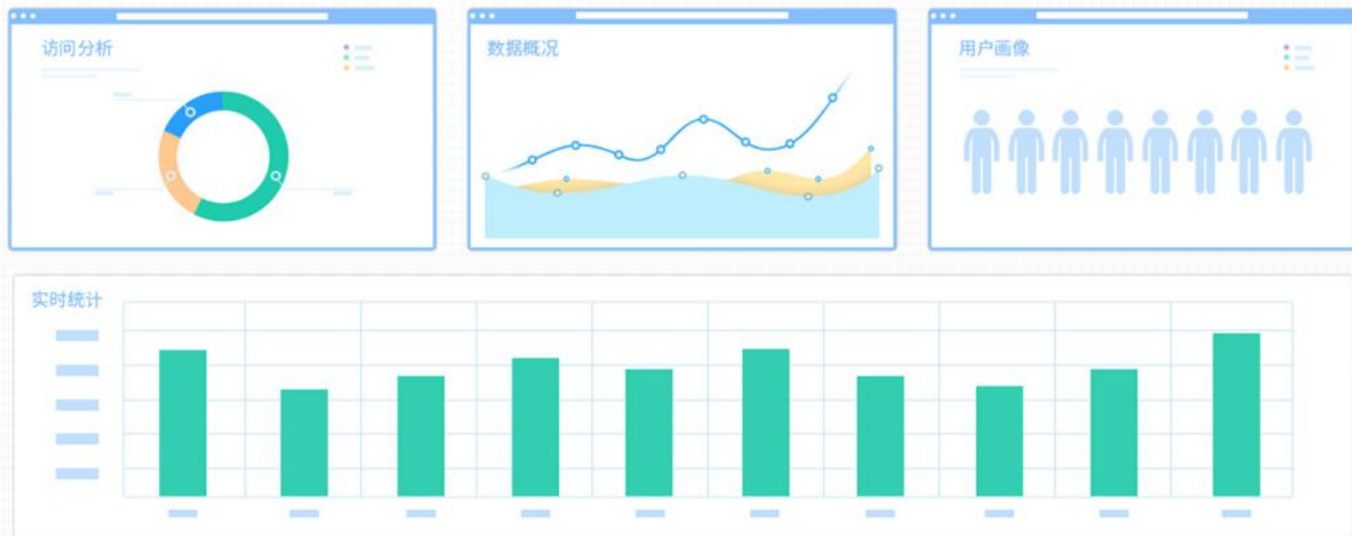 访问分析
数据概况
用户画像
实时统计